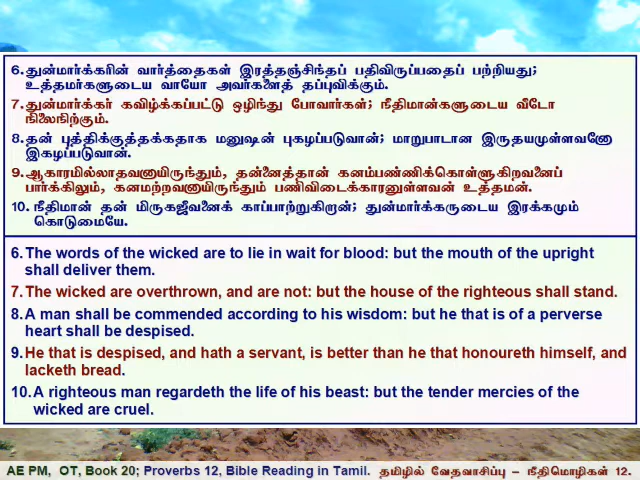 6. துன்மார்க்கரின் வார்த்தைகள் இரத்தஞ்சிந்தப் பதிவிருப்பதைப் பற்றியது;
உத்தமர்களுடைய வாயோ அவர்களைத் தப்புவிக்கும்.
7. துன்மார்க்கர் கவிழ்க்கப்பட்டு ஒழிந்து போவார்கள்; நீதிமான்களுடைய வீடோ
நிலைநிற்கும்.
8. தன் புத்திக்குத்தக்கதாக மனுஷன் புகழப்படுவான்; மாறுபாடான இருதயமுள்ளவனோ
இகழப்படுவான்.
9. ஆகாரமில்லாதவனாயிருந்தும், தன்னைத்தான் கனம்பண்ணிக்கொள்ளுகிறவனைப்
பார்க்கிலும், கனமற்றவனாயிருந்தும் பணிவிடைக்காரனுள்ளவன் உத்தமன்.
10. நீதிமான் தன் மிருகஜீவனைக் காப்பாற்றுகிறான்; துன்மார்க்கருடைய இரக்கமும்
கொடுமையே.
6. The words of the wicked are to lie in wait for blood: but the mouth of the upright
shall deliver them.
7. The wicked are overthrown, and are not: but the house of the righteous shall stand.
8. A man shall be commended according to his wisdom: but he that is of a perverse
heart shall be despised.
9. He that is despised, and hath a servant, is better than he that honoureth himself, and
lacketh bread.
10. A righteous man regardeth the life of his beast: but the tender mercies of the
wicked are cruel.
AE PM, OT, Book 20; Proverbs 12, Bible Reading in Tamil. தமிழில் வேதவாசிப்பு – நீதிமொழிகள் 12.